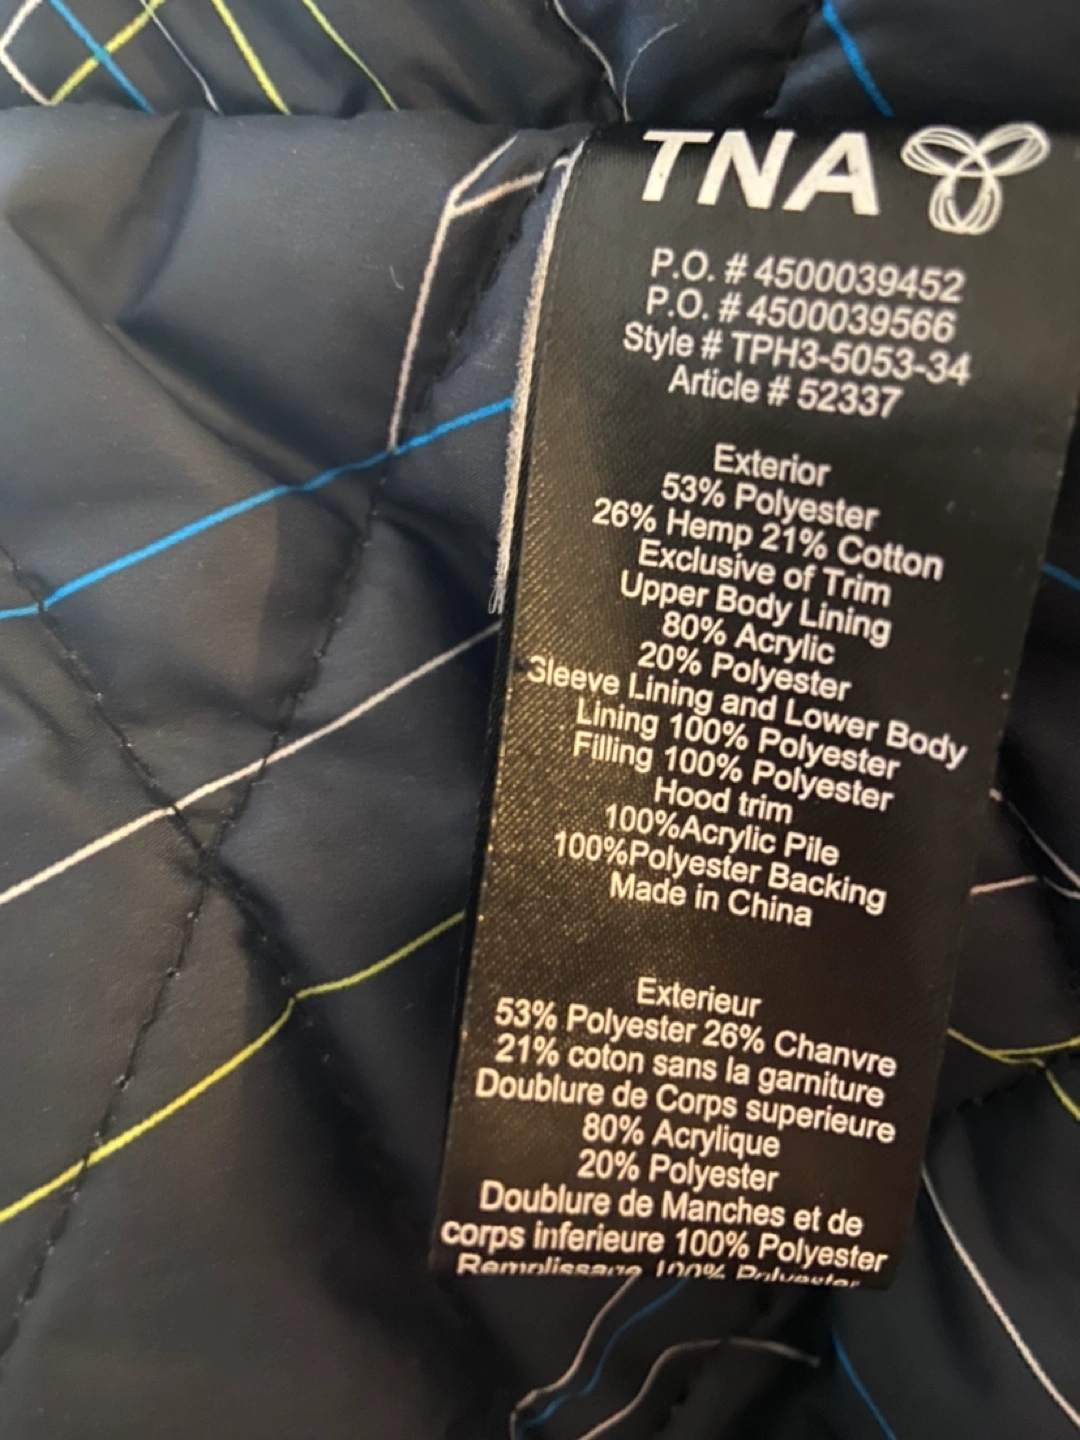 TNA
P.O. # 4500039452
P.O. # 4500039566
Style # TPH3-5053-34
Article # 52337
Exterior
53% Polyester
26% Hemp 21% Cotton
Exclusive of Trim
Upper Body Lining
80% Acrylic
20% Polyester
Sleeve Lining and Lower Body
Lining 100% Polyester
Filling 100% Polyester
Hood trim
100%Acrylic Pile
100%Polyester Backing
Made in China
Exterieur
53% Polyester 26% Chanvre
21% coton sans la garniture
Doublure de Corps superieure
80% Acrylique
20% Polyester
Doublure de Manches et de
corps inferieure 100% Polyester
Remplissage 100% Polyester